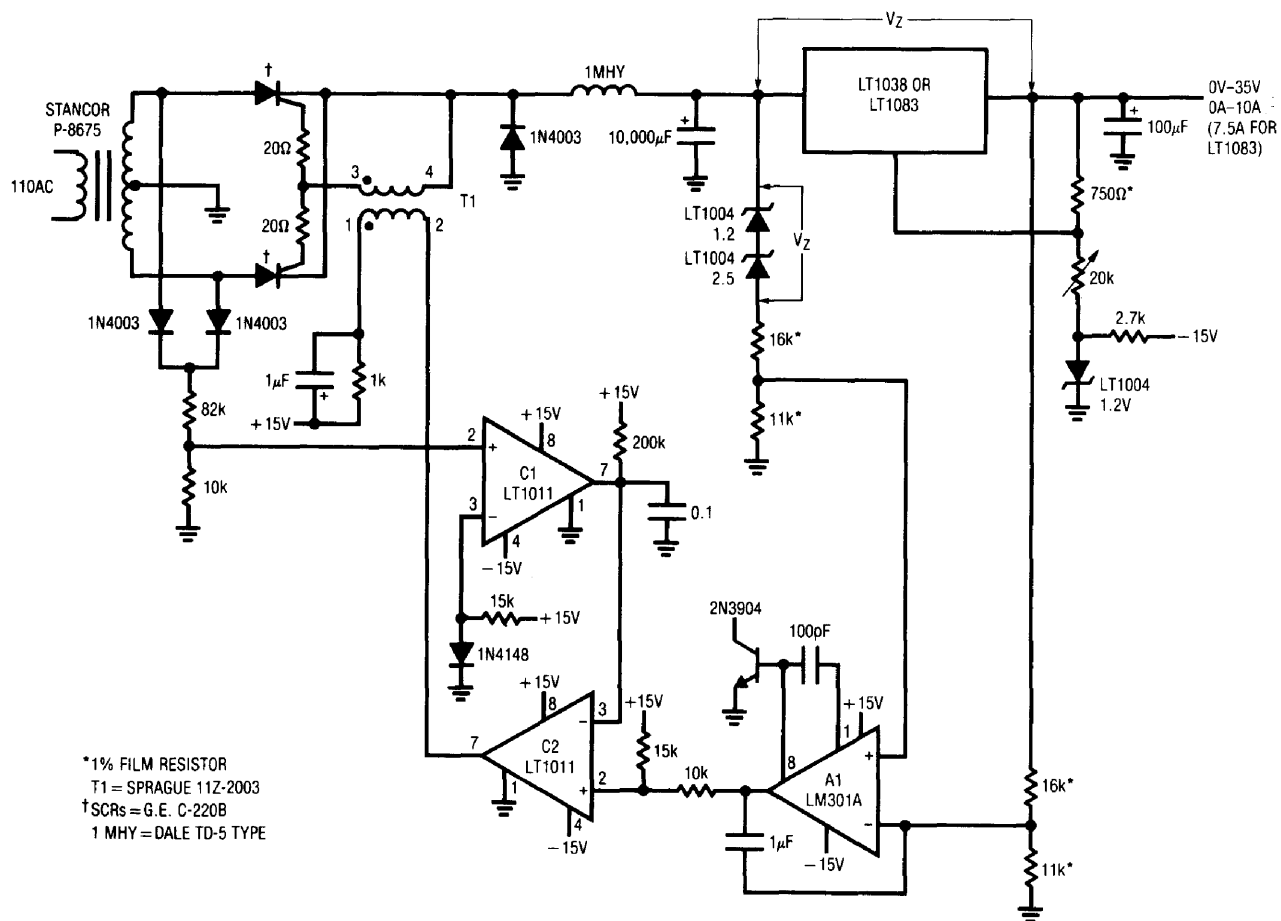 V_Z
†
1MHY
LT1038 OR
LT1083
0V–35V
0A–10A
(7.5A FOR
LT1083)
STANCOR
P-8675
110AC
20Ω
20Ω
3
4
T1
1
2
1N4003
+
10,000μF
+
100μF
750Ω*
LT1004
1.2
LT1004
2.5
V_Z
20k
2.7k
−15V
LT1004
1.2V
†
1N4003
1N4003
16k*
11k*
1μF
+
1k
+15V
82k
10k
+15V
200k
+15V
8
2
+
C1
LT1011
7
1
3
−
4
−15V
0.1
15k
+15V
1N4148
2N3904
100pF
+15V
8
+15V
15k
3
−
7
C2
LT1011
1
2
+
4
−15V
10k
1μF
+15V
1
+
8
A1
LM301A
−
−15V
16k*
11k*
*1% FILM RESISTOR
T1 = SPRAGUE 11Z-2003
†SCRs = G.E. C-220B
1 MHY = DALE TD-5 TYPE